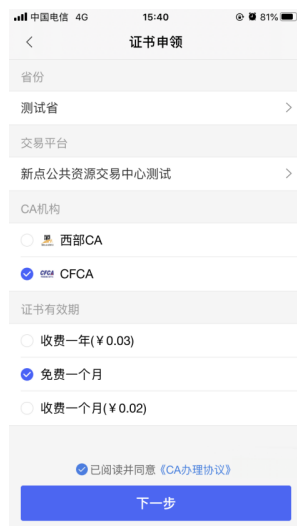 中国电信 4G 15:40 81%
证书申领
省份
测试省
交易平台
新点公共资源交易中心测试
CA机构
西部CA
CFCA CFCA
证书有效期
收费一年(￥0.03)
免费一个月
收费一个月(￥0.02)
已阅读并同意《CA办理协议》
下一步